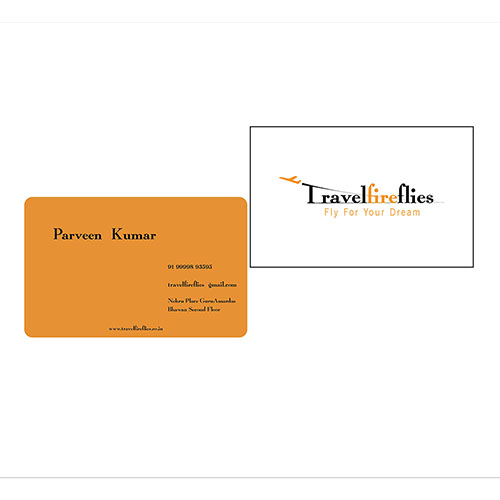 Travelfireflies
Fly For Your Dream
Parveen Kumar
91 99998 93595
travelfireflies gmail.com
Nehru Place GuruAmardas
Bhawan Second Floor
www.travelfireflies.co.in